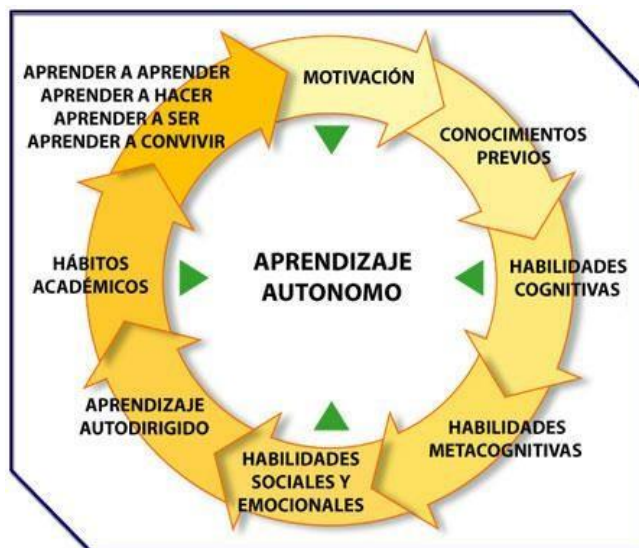 MOTIVACIÓN
CONOCIMIENTOS
PREVIOS
HABILIDADES
COGNITIVAS
HABILIDADES
METACOGNITIVAS
HABILIDADES
SOCIALES Y
EMOCIONALES
APRENDIZAJE
AUTODIRIGIDO
HÁBITOS
ACADÉMICOS
APRENDER A APRENDER
APRENDER A HACER
APRENDER A SER
APRENDER A CONVIVIR
APRENDIZAJE
AUTONOMO